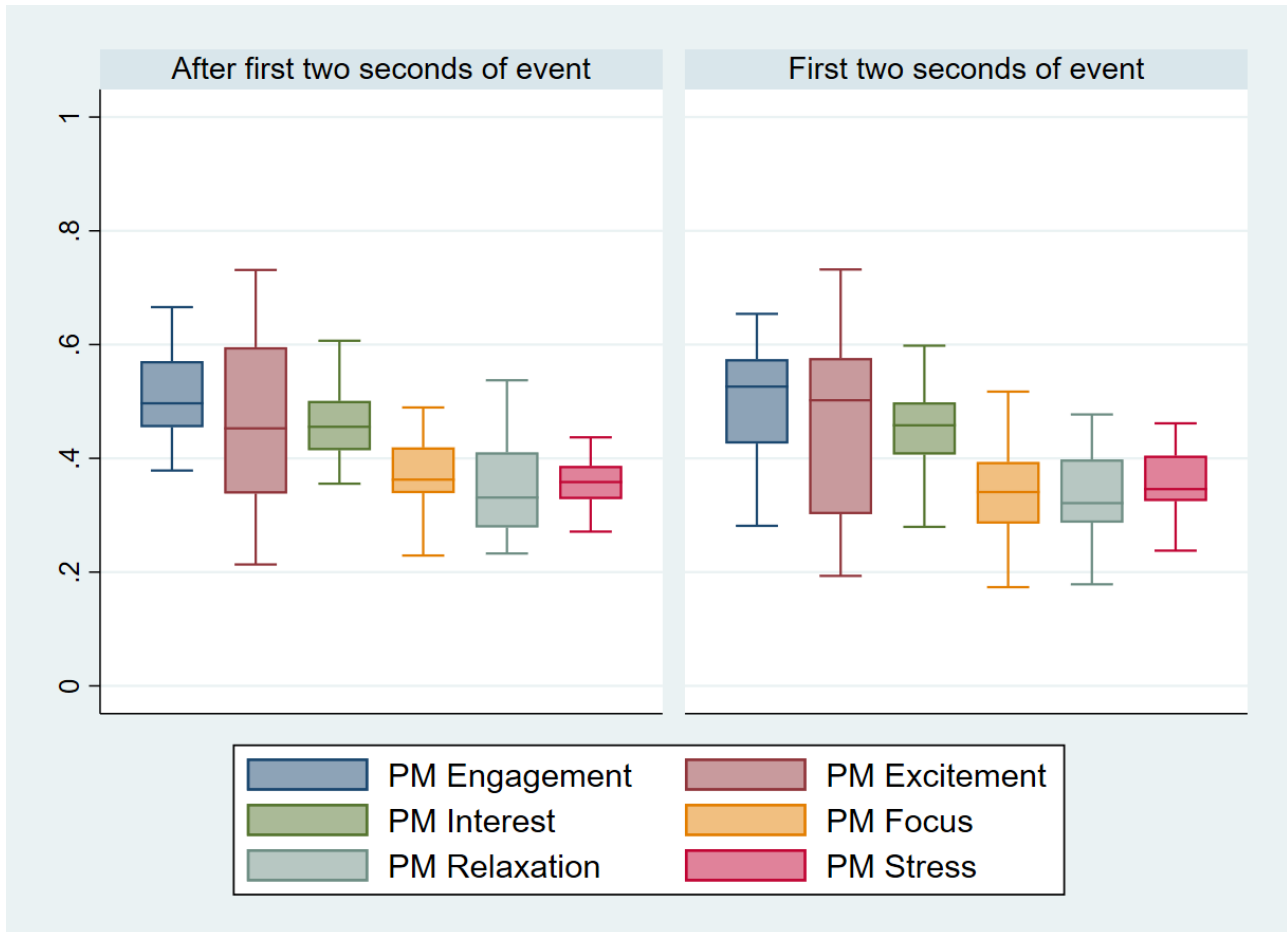 After first two seconds of event
First two seconds of event
1
.8
.6
.4
.2
0
PM Engagement
PM Excitement
PM Interest
PM Focus
PM Relaxation
PM Stress